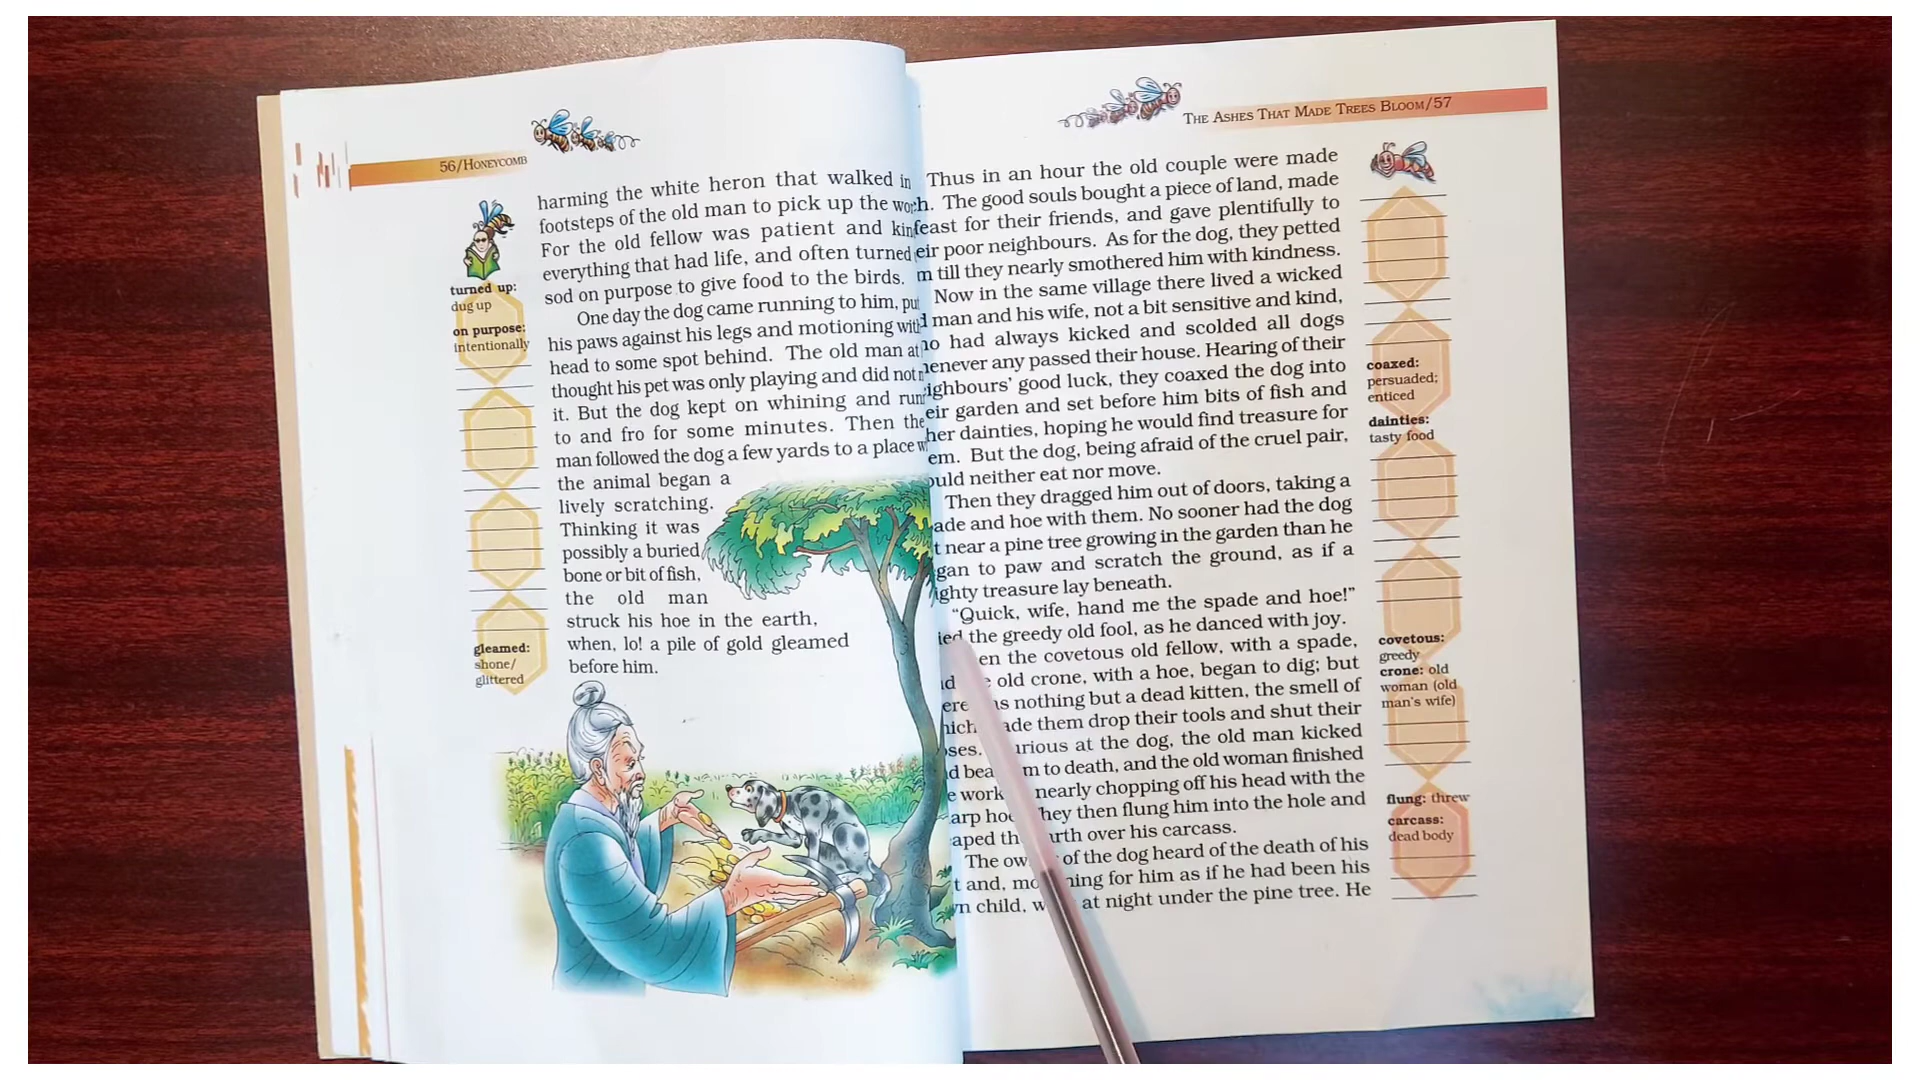 56/HONEYCOMB
turned up:
dug up
on purpose:
intentionally
gleamed:
shone/
glittered
harming the white heron that walked in
footsteps of the old man to pick up the
For the old fellow was patient and
everything that had life, and often turned
sod on purpose to give food to the birds.
One day the dog came running to him,
his paws against his legs and motioning
head to some spot behind. The old man at
thought his pet was only playing and did not
it. But the dog kept on whining and
to and fro for some minutes. Then the
man followed the dog a few yards to a place
the animal began a
lively scratching.
Thinking it was
possibly a buried
bone or bit of fish,
the old man
struck his hoe in the earth,
when, lo! a pile of gold gleamed
before him.
THE ASHES THAT MADE TREES BLOOM/57
Thus in an hour the old couple were made
The good souls bought a piece of land, made
feast for their friends, and gave plentifully to
poor neighbours. As for the dog, they petted
till they nearly smothered him with kindness.
Now in the same village there lived a wicked
man and his wife, not a bit sensitive and kind,
had always kicked and scolded all dogs
any passed their house. Hearing of their
good luck, they coaxed the dog into
garden and set before him bits of fish and
dainties, hoping he would find treasure for
But the dog, being afraid of the cruel pair,
neither eat nor move.
Then they dragged him out of doors, taking a
and hoe with them. No sooner had the dog
near a pine tree growing in the garden than he
to paw and scratch the ground, as if a
treasure lay beneath.
“Quick, wife, hand me the spade and hoe!”
the greedy old fool, as he danced with joy.
the covetous old fellow, with a spade,
old crone, with a hoe, began to dig; but
nothing but a dead kitten, the smell of
them drop their tools and shut their
at the dog, the old man kicked
to death, and the old woman finished
nearly chopping off his head with the
then flung him into the hole and
over his carcass.
The of the dog heard of the death of his
and, for him as if he had been his
child, at night under the pine tree. He
coaxed:
persuaded;
enticed
dainties:
tasty food
covetous:
greedy
crone: old
woman (old
man's wife)
flung: threw
carcass:
dead body